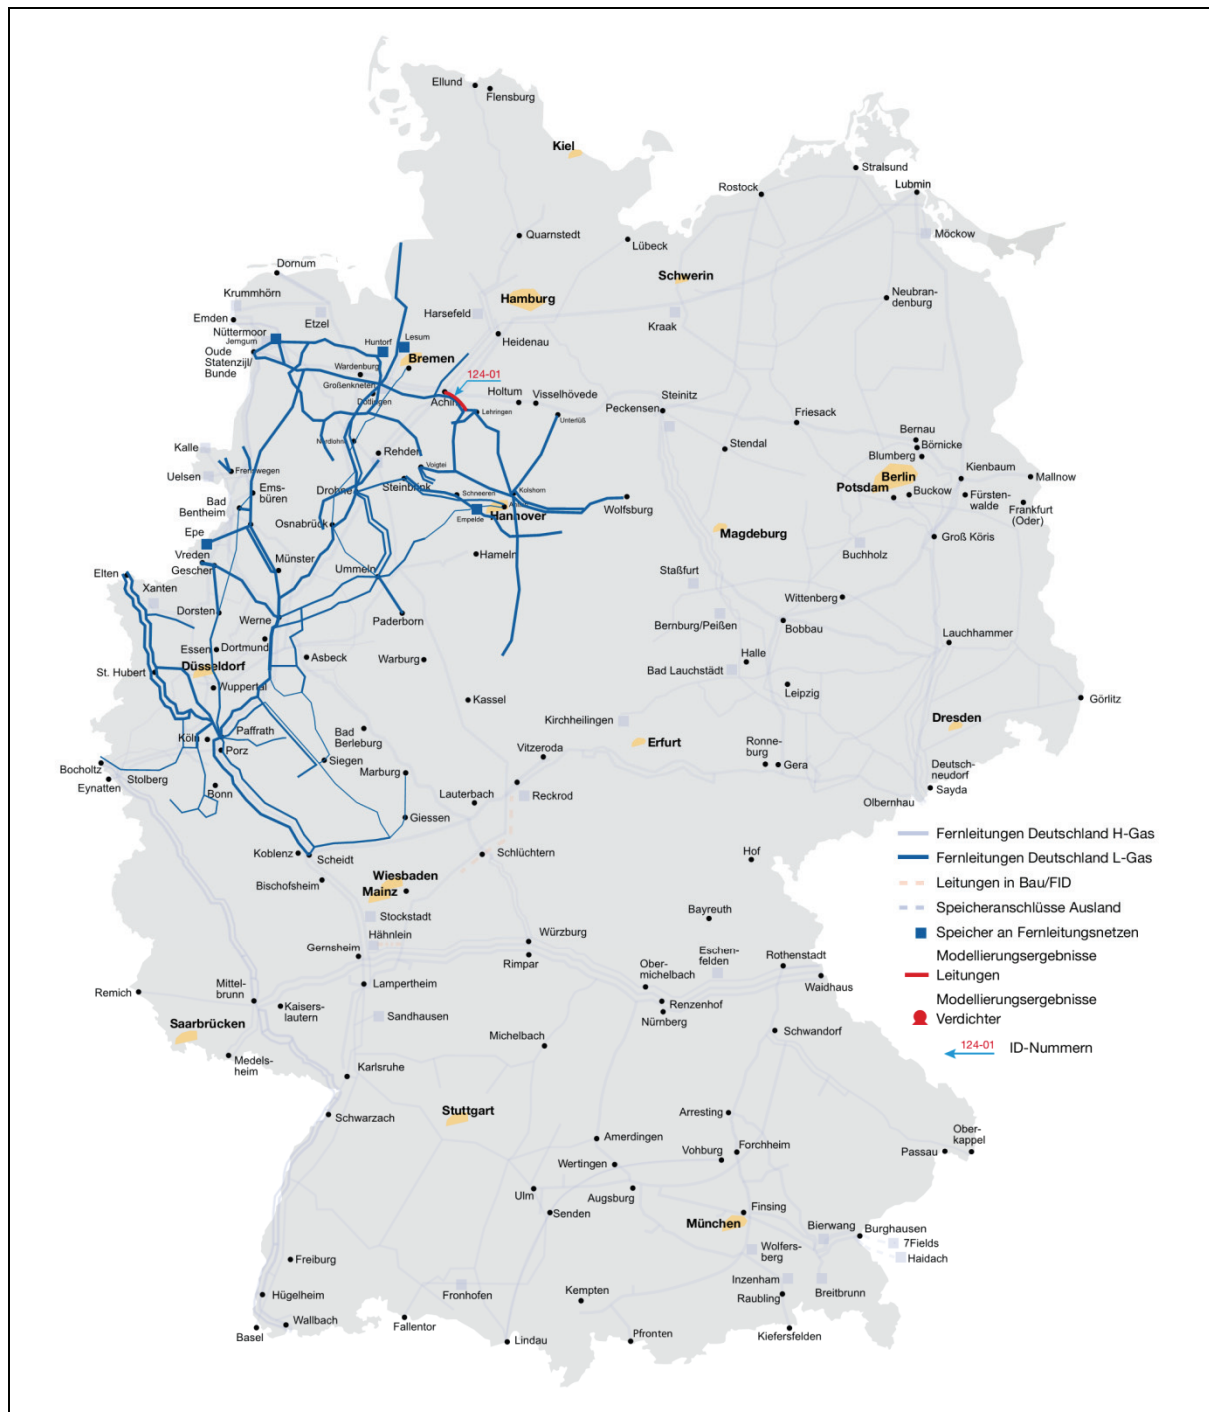 Ellund
Flensburg
Kiel
Stralsund
Rostock
Lubmin
Quarnstedt
Lübeck
Möckow
Dornum
Schwerin
Krummhörn
Hamburg
Neubran-
denburg
Emden
Etzel
Harsefeld
Kraak
Nüttermoor
Jemgum
Huntorf
Lesum
Heidenau
Oude
Statenzijl/
Bunde
Bremen
Wardenburg
124-01
Großenkneten
Dötlingen
Achim
Holtum
Visselhövede
Steinitz
Peckensen
Lehringen
Unterlüß
Friesack
Bernau
Börnicke
Kalle
Nordlohne
Rehden
Stendal
Blumberg
Uelsen
Frenswegen
Voigtei
Berlin
Kienbaum
Mallnow
Ems-
büren
Drohne
Steinbrink
Schneeren
Kolshorn
Potsdam
Buckow
Fürsten-
walde
Frankfurt
(Oder)
Bad
Bentheim
Osnabrück
Empelde
Hannover
Wolfsburg
Magdeburg
Groß Köris
Epe
Vreden
Gescher
Münster
Ummeln
Hameln
Buchholz
Elten
Xanten
Staßfurt
Wittenberg
Dorsten
Werne
Paderborn
Bernburg/Peißen
Bobbau
Lauchhammer
Essen
Dortmund
Asbeck
Warburg
Halle
Düsseldorf
St. Hubert
Bad Lauchstädt
Wuppertal
Kassel
Leipzig
Görlitz
Kirchheilingen
Dresden
Paffrath
Köln
Bad
Berleburg
Erfurt
Ronne-
burg
Porz
Vitzeroda
Gera
Bocholtz
Stolberg
Siegen
Marburg
Deutsch-
neudorf
Eynatten
Bonn
Lauterbach
Reckrod
Sayda
Olbernhau
Giessen
Fernleitungen Deutschland H-Gas
Koblenz
Scheidt
Schlüchtern
Hof
Fernleitungen Deutschland L-Gas
Bischofsheim
Wiesbaden
Mainz
Leitungen in Bau/FID
Stockstadt
Bayreuth
Speicheranschlüsse Ausland
Hähnlein
Würzburg
Speicher an Fernleitungsnetzen
Gernsheim
Rimpar
Eschen-
felden
Rothenstadt
Modellierungsergebnisse
Leitungen
Ober-
michelbach
Remich
Mittel-
brunn
Lampertheim
Waidhaus
Kaisers-
lautern
Renzenhof
Modellierungsergebnisse
Verdichter
Saarbrücken
Sandhausen
Nürnberg
Schwandorf
124-01
ID-Nummern
Michelbach
Medels-
heim
Karlsruhe
Schwarzach
Stuttgart
Arresting
Ober-
kappel
Amerdingen
Vohburg
Forchheim
Passau
Wertingen
Ulm
Augsburg
Senden
Finsing
München
Bierwang
Burghausen
7Fields
Haidach
Wolfers-
berg
Freiburg
Hügelheim
Fronhofen
Kempten
Inzenham
Raubling
Breitbrunn
Wallbach
Basel
Fallentor
Lindau
Pfronten
Kiefersfelden